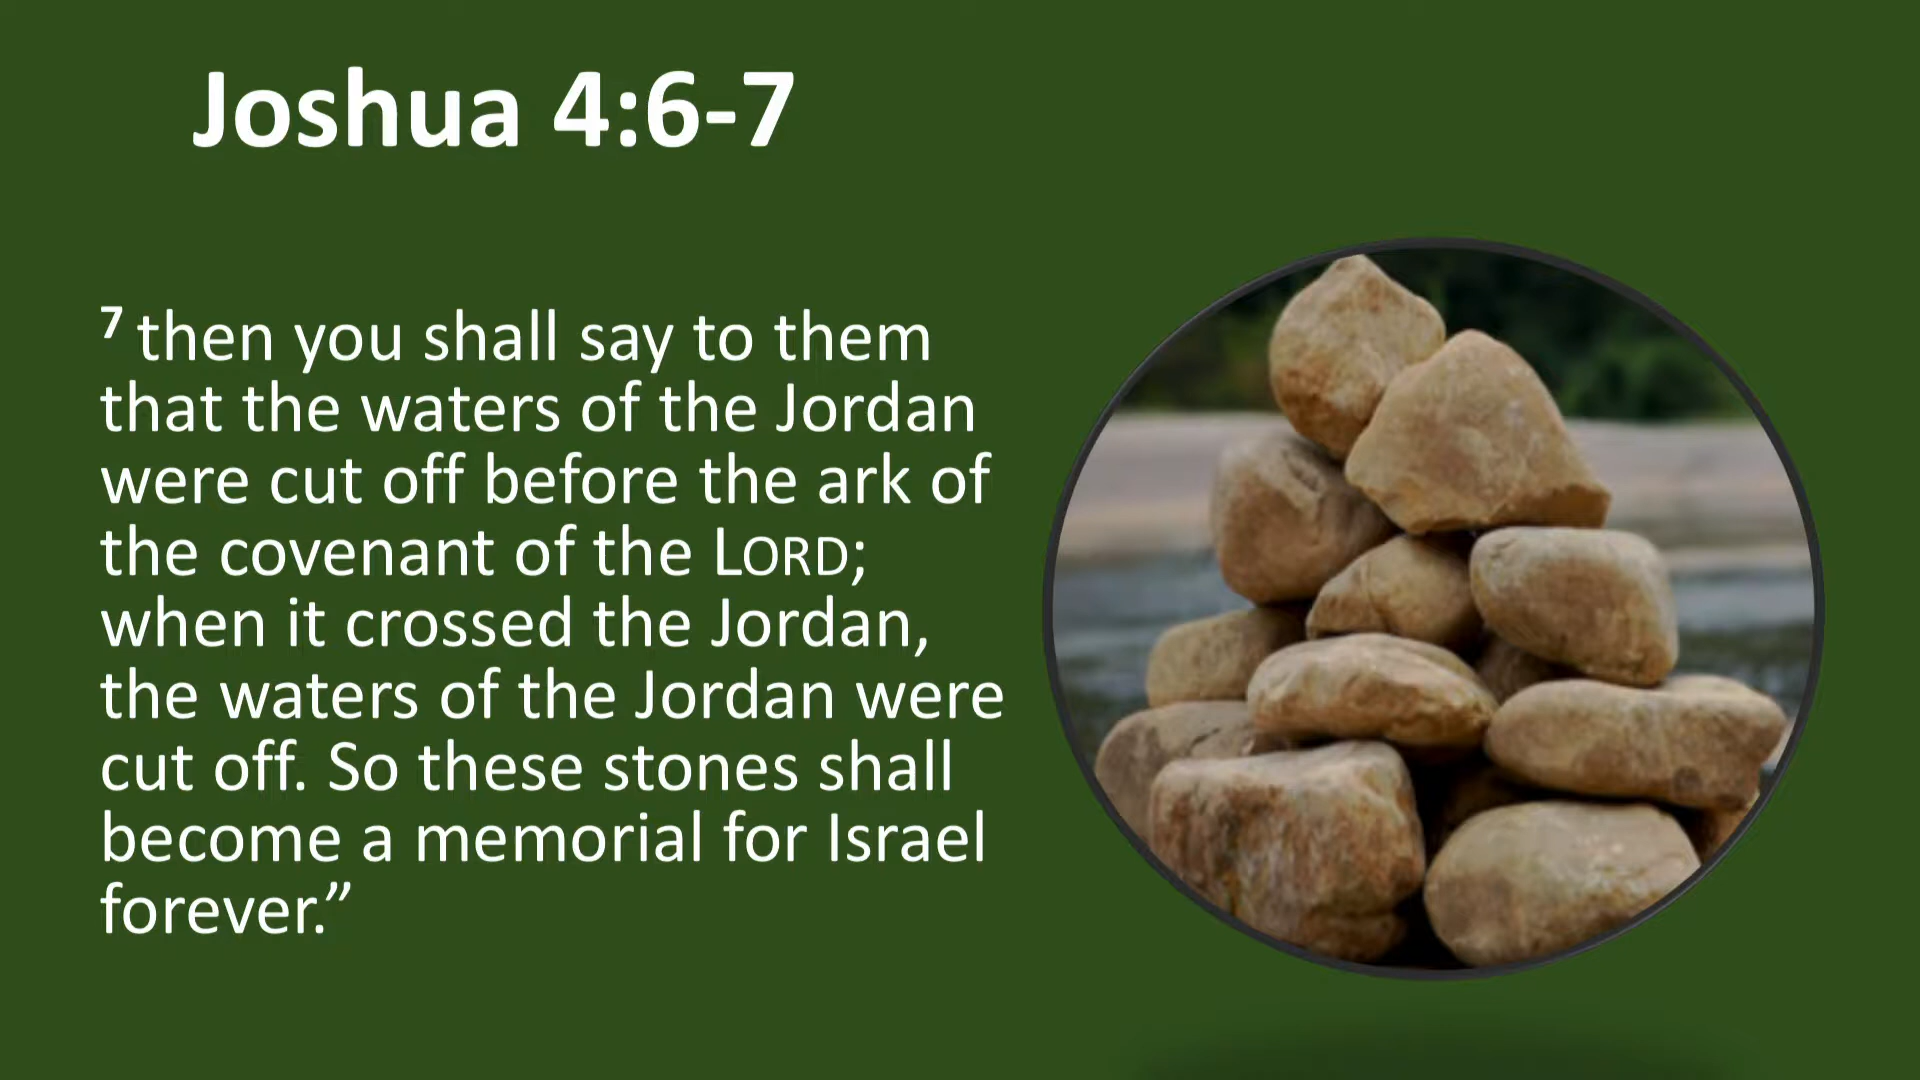 Joshua 4:6-7
7 then you shall say to them
that the waters of the Jordan
were cut off before the ark of
the covenant of the LORD;
when it crossed the Jordan,
the waters of the Jordan were
cut off. So these stones shall
become a memorial for Israel
forever.”